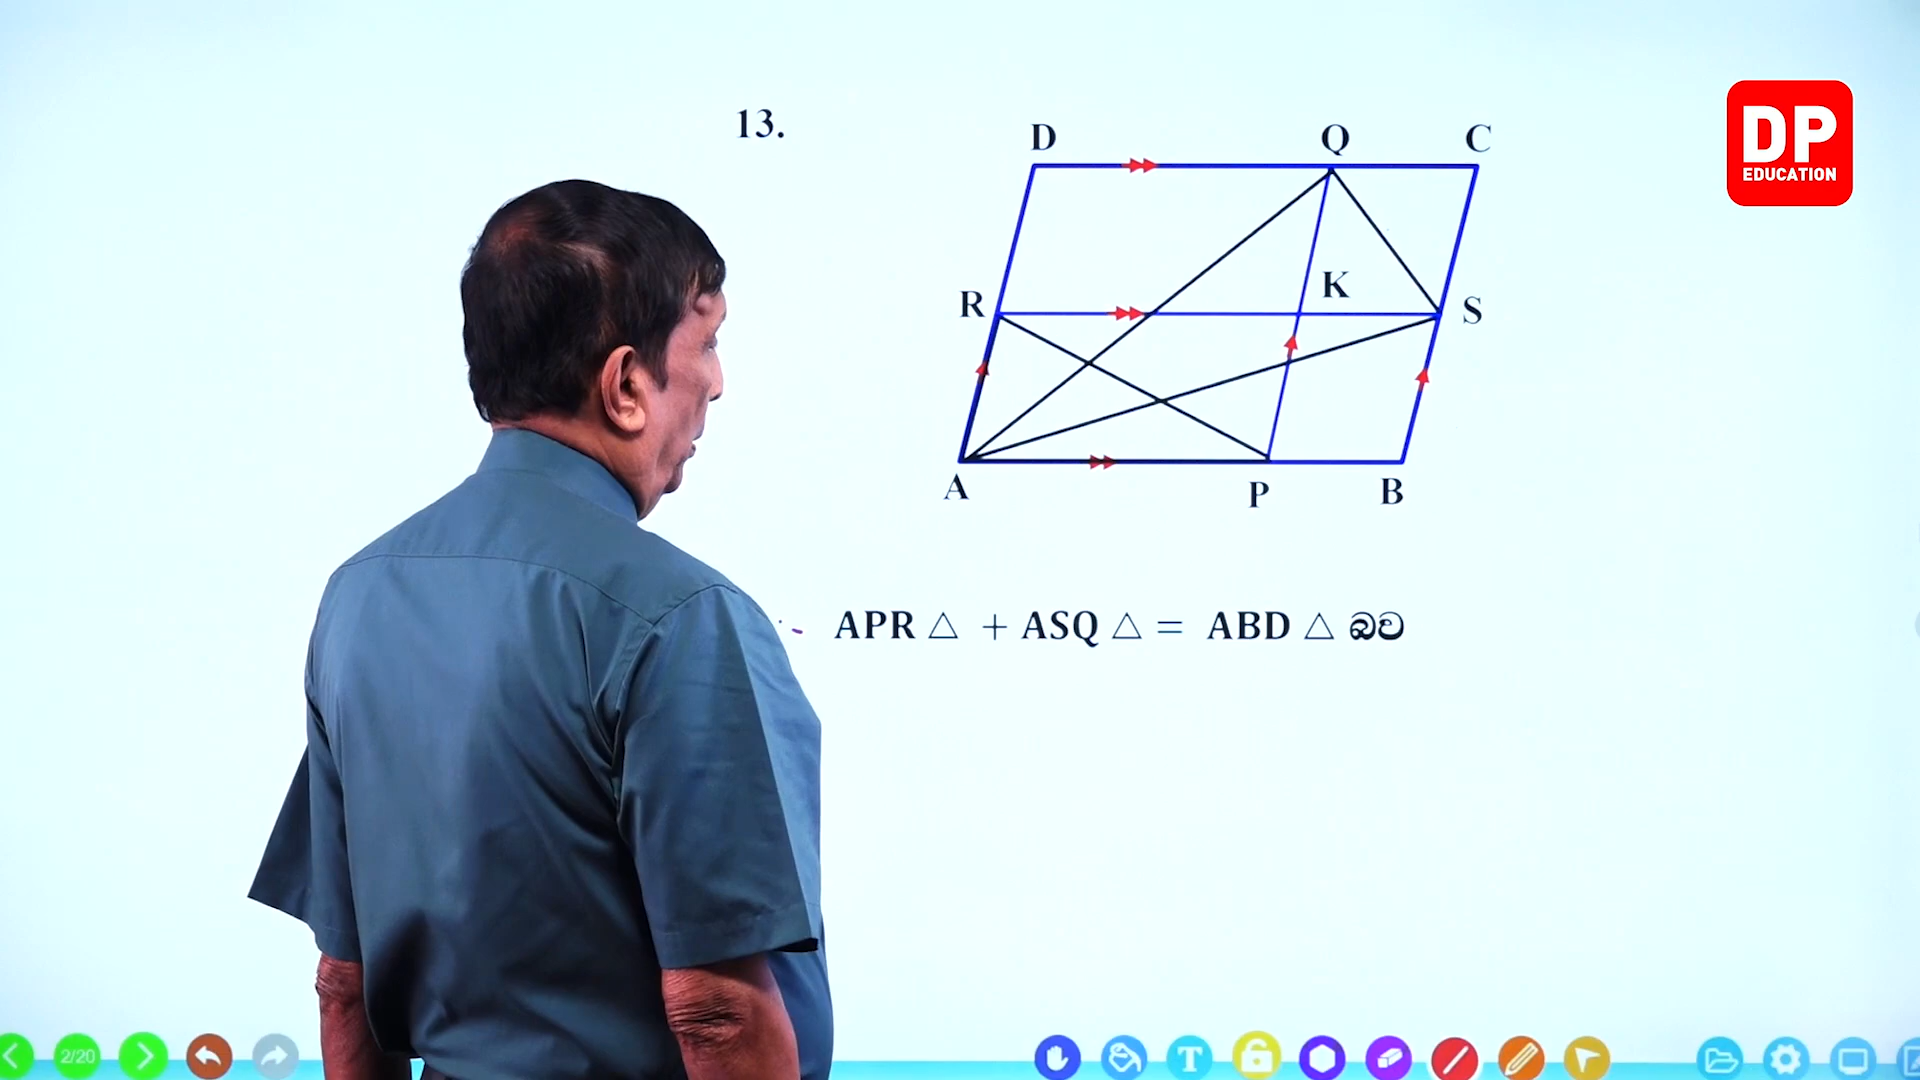 13.
D Q C
DP
EDUCATION
K
R S
A P B
APR △ + ASQ △ = ABD △ බව
2/20
T